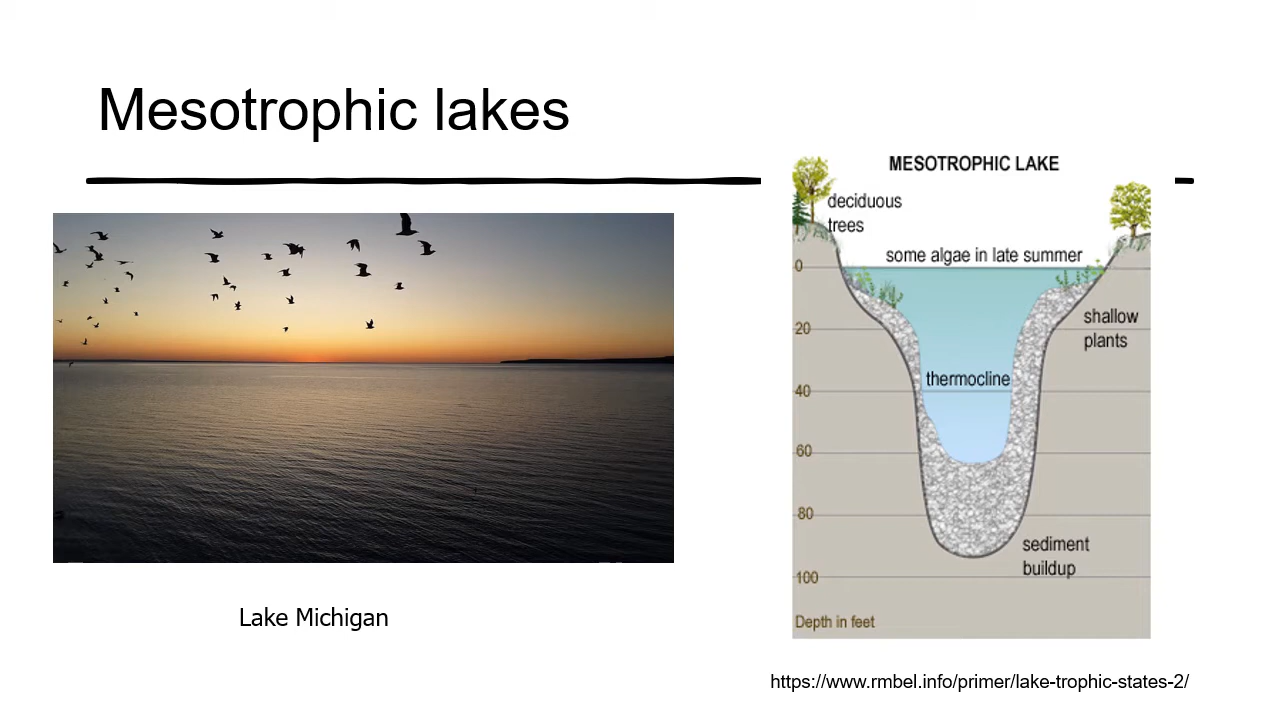 Mesotrophic lakes
MESOTROPHIC LAKE
deciduous
trees
some algae in late summer
0
20
shallow
plants
thermocline
40
60
80
sediment
buildup
100
Depth in feet
Lake Michigan
https://www.rmbel.info/primer/lake-trophic-states-2/